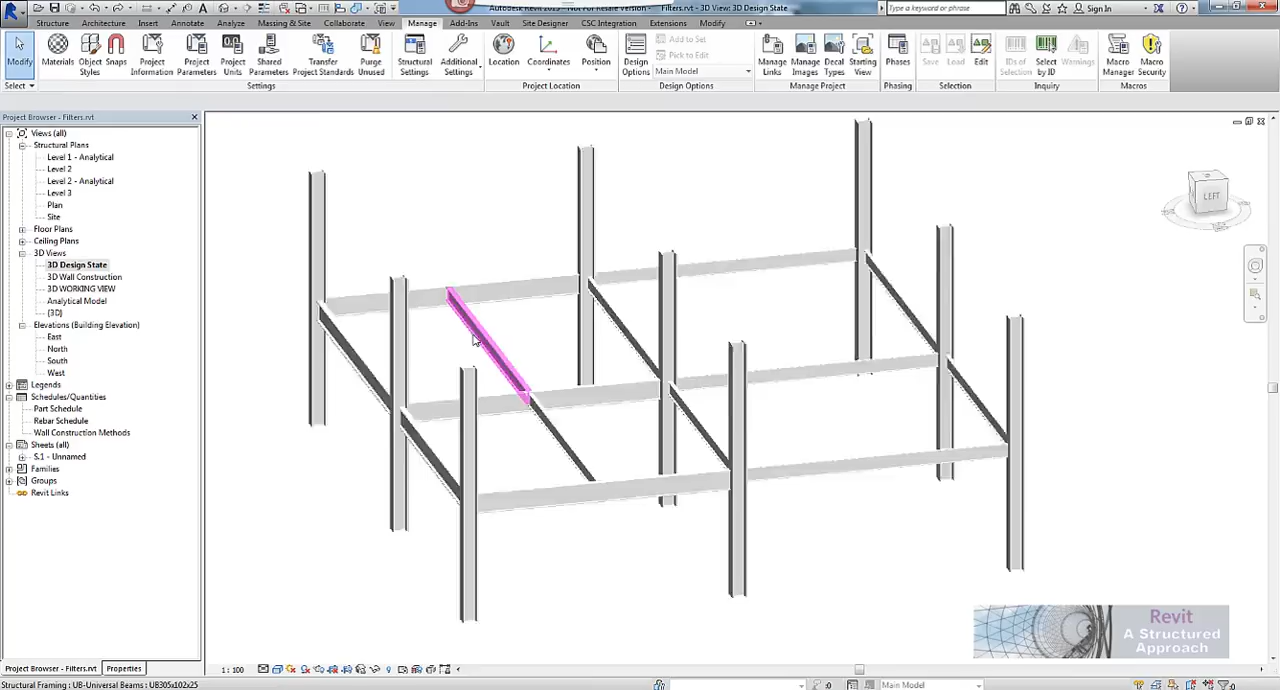 Autodesk Revit 2015 - Not For Resale Version - Filters.rvt - 3D View: 3D Design State
Type a keyword or phrase
Sign In
Structure Architecture Insert Annotate Analyze Massing & Site Collaborate View Manage Add-Ins Vault Site Designer CSC Integration Extensions Modify
Modify
Materials
Object Styles
Snaps
Project Information
Project Parameters
Project Units
Shared Parameters
Transfer Project Standards
Purge Unused
Structural Settings
Additional Settings
Location
Coordinates
Position
Design Options
Add to Set
Pick to Edit
Main Model
Manage Links
Manage Images
Decal Types
Starting View
Phases
Save
Load
Edit
IDs of Selection
Select by ID
Warnings
Macro Manager
Macro Security
Select
Settings
Project Location
Design Options
Manage Project
Phasing
Selection
Inquiry
Macros
Project Browser - Filters.rvt
Views (all)
Structural Plans
Level 1 - Analytical
Level 2
Level 2 - Analytical
Level 3
Plan
Site
Floor Plans
Ceiling Plans
3D Views
3D Design State
3D Wall Construction
3D WORKING VIEW
Analytical Model
{3D}
Elevations (Building Elevation)
East
North
South
West
Legends
Schedules/Quantities
Part Schedule
Rebar Schedule
Wall Construction Methods
Sheets (all)
S.1 - Unnamed
Families
Groups
Revit Links
LEFT
Revit
A Structured
Approach
Project Browser - Filters.rvt
Properties
1 : 100
Structural Framing : UB-Universal Beams : UB305x102x25
:0
Main Model
:0